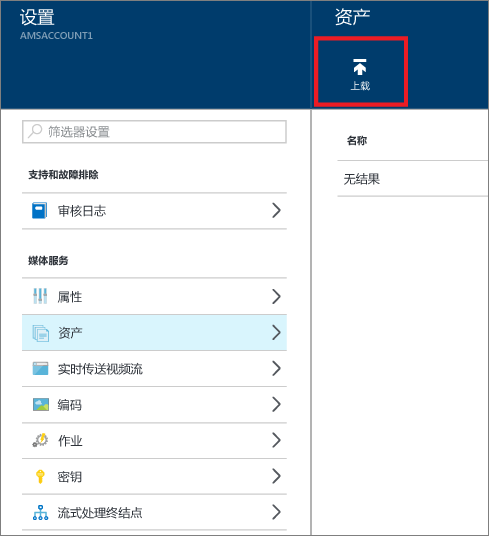 设置
AMSACCOUNT1
筛选器设置
支持和故障排除
审核日志
媒体服务
属性
资产
实时传送视频流
编码
作业
密钥
流式处理终结点
资产
上载
名称
无结果